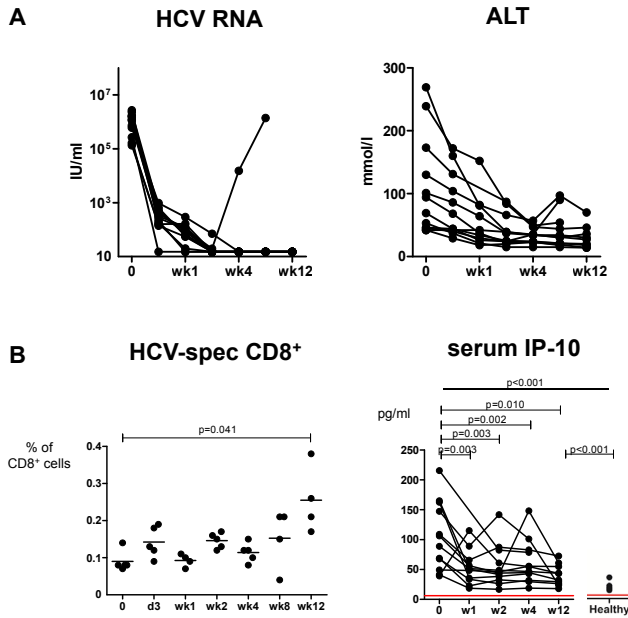 A
HCV RNA
ALT
10⁷
10⁵
10³
10
IU/ml
0
wk1
wk4
wk12
300
200
100
0
mmol/l
0
wk1
wk4
wk12
B
HCV-spec CD8⁺
serum IP-10
% of
CD8⁺ cells
p=0.041
0.4
0.3
0.2
0.1
0.0
0
d3
wk1
wk2
wk4
wk8
wk12
pg/ml
p<0.001
p=0.010
p=0.002
p=0.003
p=0.003
p<0.001
250
200
150
100
50
0
0
w1
w2
w4
w12
Healthy